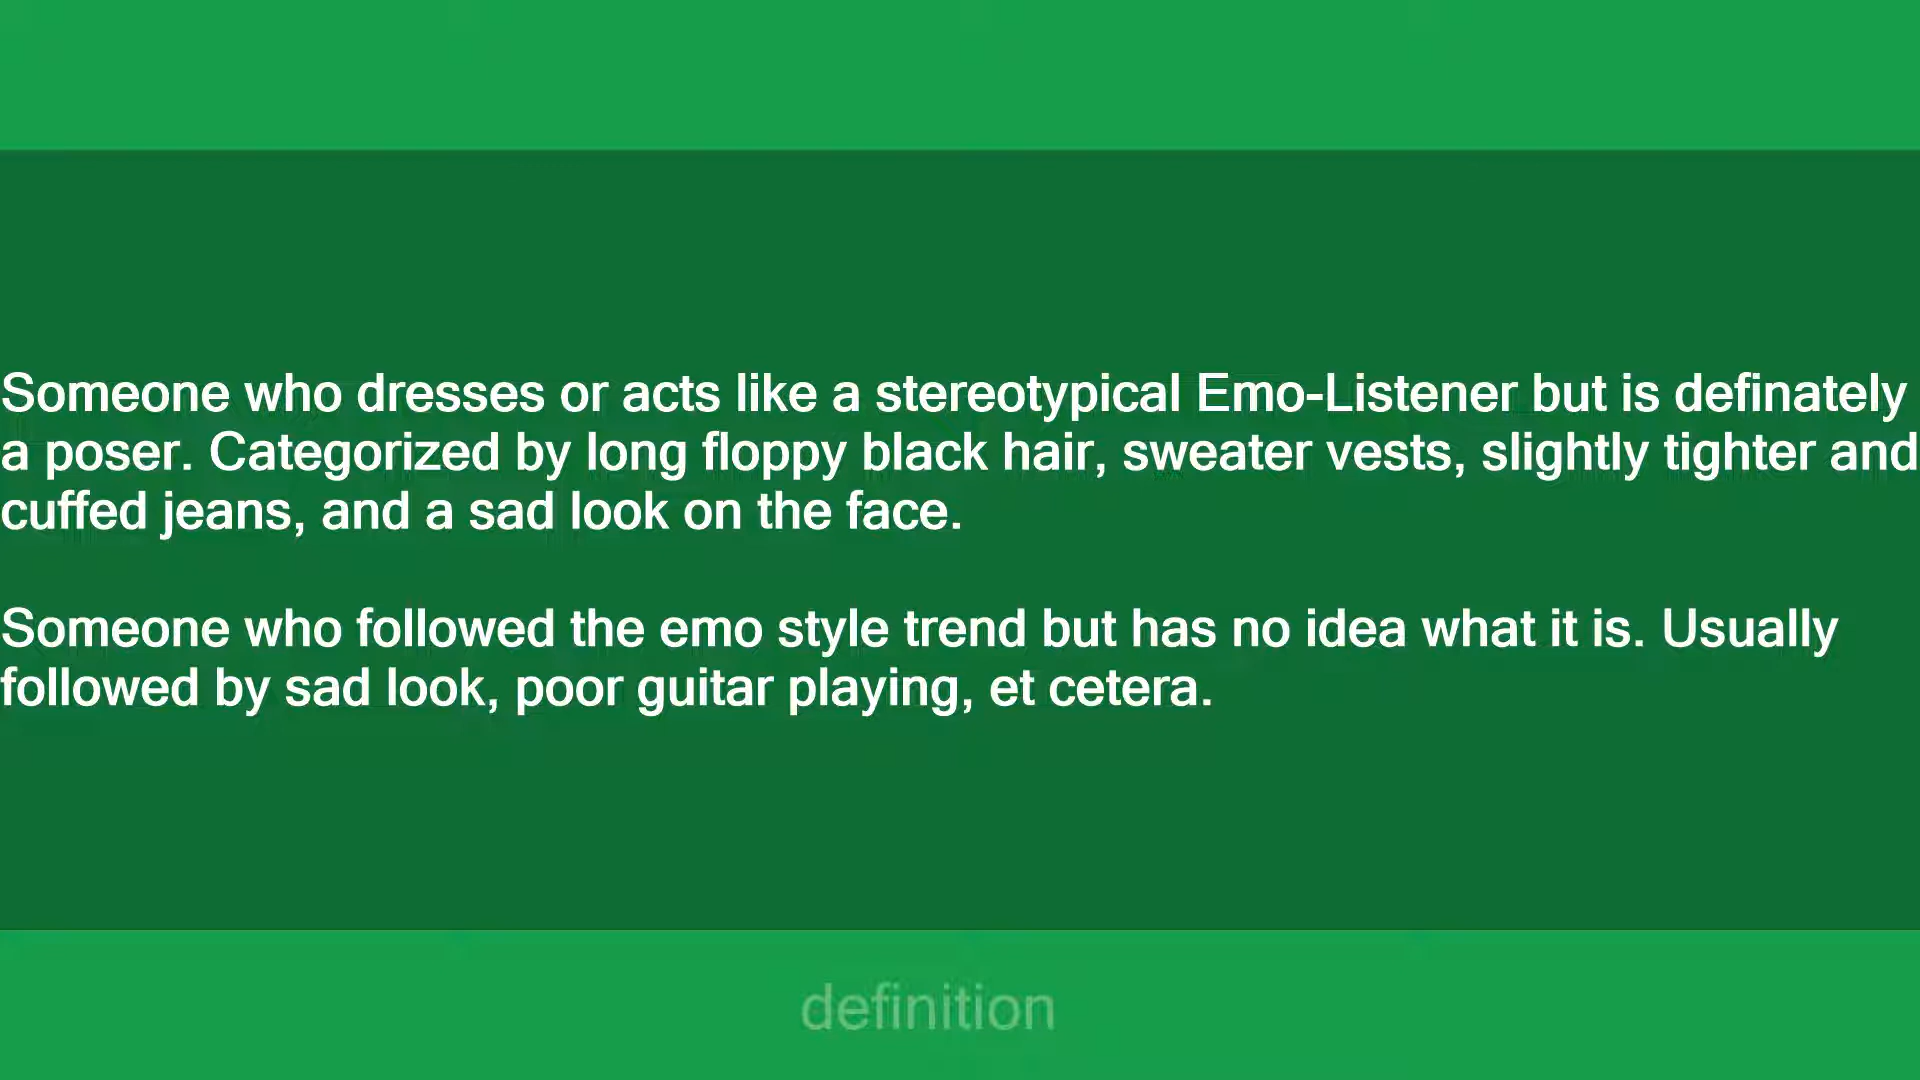 Someone who dresses or acts like a stereotypical Emo-Listener but is definately
a poser. Categorized by long floppy black hair, sweater vests, slightly tighter and
cuffed jeans, and a sad look on the face.
Someone who followed the emo style trend but has no idea what it is. Usually
followed by sad look, poor guitar playing, et cetera.
definition